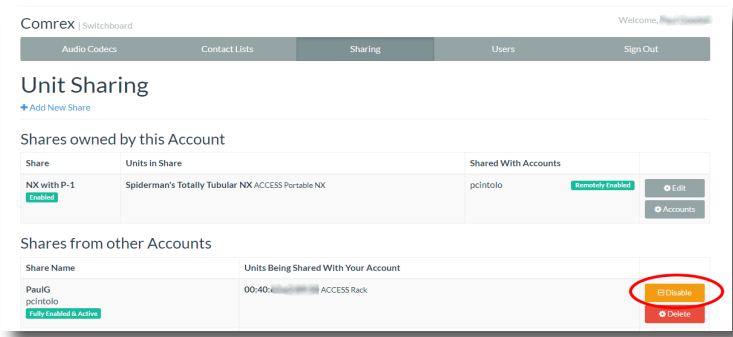 Comrex | Switchboard
Welcome,
Audio Codecs Contact Lists Sharing Users Sign Out
Unit Sharing
+ Add New Share
Shares owned by this Account
Share Units in Share Shared With Accounts
NX with P-1 Spiderman's Totally Tubular NX ACCESS Portable NX pcintolo Remotely Enabled Edit
Enabled
Accounts
Shares from other Accounts
Share Name Units Being Shared With Your Account
PaulG 00:40: ACCESS Rack Disable
pcintolo
Fully Enabled & Active Delete